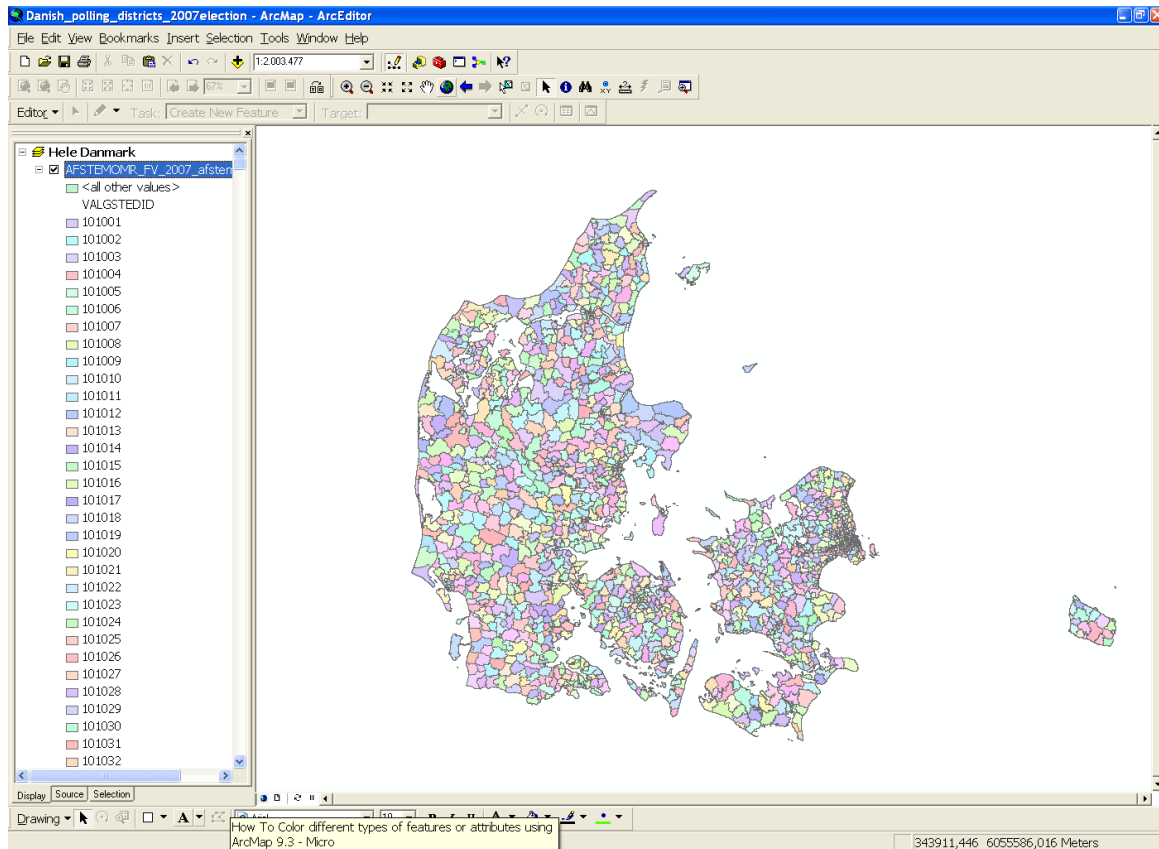 Danish_polling_districts_2007election - ArcMap - ArcEditor
File Edit View Bookmarks Insert Selection Tools Window Help
1:2.003.477
67%
Editor Task: Create New Feature Target:
Hele Danmark
AFSTEMOMR_FV_2007_afsten
<all other values>
VALGSTEDID
101001
101002
101003
101004
101005
101006
101007
101008
101009
101010
101011
101012
101013
101014
101015
101016
101017
101018
101019
101020
101021
101022
101023
101024
101025
101026
101027
101028
101029
101030
101031
101032
Display Source Selection
Drawing A
How To Color different types of features or attributes using
ArcMap 9.3 - Micro
343911,446 6055586,016 Meters